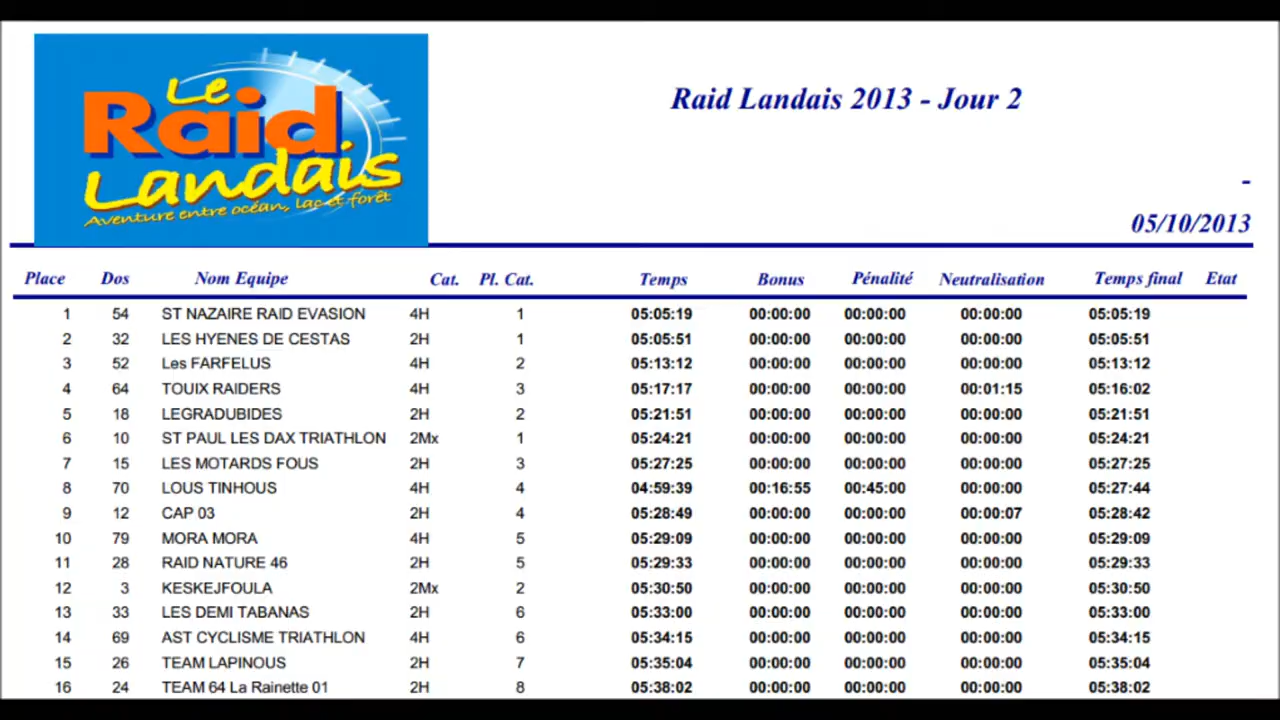 Le
Raid
Landais
Aventure entre océan, lac et forêt
Raid Landais 2013 - Jour 2
-
05/10/2013
Place Dos Nom Equipe Cat. Pl. Cat. Temps Bonus Pénalité Neutralisation Temps final Etat
1 54 ST NAZAIRE RAID EVASION 4H 1 05:05:19 00:00:00 00:00:00 00:00:00 05:05:19
2 32 LES HYENES DE CESTAS 2H 1 05:05:51 00:00:00 00:00:00 00:00:00 05:05:51
3 52 Les FARFELUS 4H 2 05:13:12 00:00:00 00:00:00 00:00:00 05:13:12
4 64 TOUIX RAIDERS 4H 3 05:17:17 00:00:00 00:00:00 00:01:15 05:16:02
5 18 LEGRADUBIDES 2H 2 05:21:51 00:00:00 00:00:00 00:00:00 05:21:51
6 10 ST PAUL LES DAX TRIATHLON 2Mx 1 05:24:21 00:00:00 00:00:00 00:00:00 05:24:21
7 15 LES MOTARDS FOUS 2H 3 05:27:25 00:00:00 00:00:00 00:00:00 05:27:25
8 70 LOUS TINHOUS 4H 4 04:59:39 00:16:55 00:45:00 00:00:00 05:27:44
9 12 CAP 03 2H 4 05:28:49 00:00:00 00:00:00 00:00:07 05:28:42
10 79 MORA MORA 4H 5 05:29:09 00:00:00 00:00:00 00:00:00 05:29:09
11 28 RAID NATURE 46 2H 5 05:29:33 00:00:00 00:00:00 00:00:00 05:29:33
12 3 KESKEJFOULA 2Mx 2 05:30:50 00:00:00 00:00:00 00:00:00 05:30:50
13 33 LES DEMI TABANAS 2H 6 05:33:00 00:00:00 00:00:00 00:00:00 05:33:00
14 69 AST CYCLISME TRIATHLON 4H 6 05:34:15 00:00:00 00:00:00 00:00:00 05:34:15
15 26 TEAM LAPINOUS 2H 7 05:35:04 00:00:00 00:00:00 00:00:00 05:35:04
16 24 TEAM 64 La Rainette 01 2H 8 05:38:02 00:00:00 00:00:00 00:00:00 05:38:02